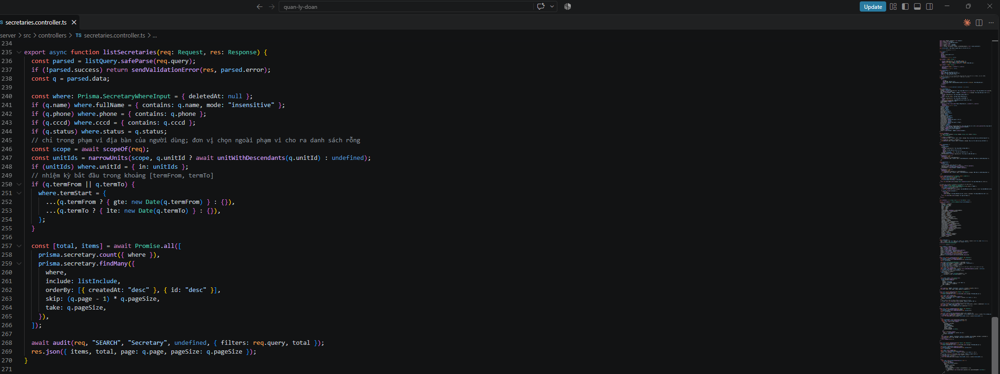 quan-ly-doan
Update
TS secretaries.controller.ts
server > src > controllers > TS secretaries.controller.ts > ...
234
235 export async function listSecretaries(req: Request, res: Response) {
236 const parsed = listQuery.safeParse(req.query);
237 if (!parsed.success) return sendValidationError(res, parsed.error);
238 const q = parsed.data;
239
240 const where: Prisma.SecretaryWhereInput = { deletedAt: null };
241 if (q.name) where.fullName = { contains: q.name, mode: "insensitive" };
242 if (q.phone) where.phone = { contains: q.phone };
243 if (q.cccd) where.cccd = { contains: q.cccd };
244 if (q.status) where.status = q.status;
245 // chỉ trong phạm vi địa bàn của người dùng; đơn vị chọn ngoài phạm vi cho ra danh sách rỗng
246 const scope = await scopeOf(req);
247 const unitIds = narrowUnits(scope, q.unitId ? await unitWithDescendants(q.unitId) : undefined);
248 if (unitIds) where.unitId = { in: unitIds };
249 // nhiệm kỳ bắt đầu trong khoảng [termFrom, termTo]
250 if (q.termFrom || q.termTo) {
251 where.termStart = {
252 ...(q.termFrom ? { gte: new Date(q.termFrom) } : {}),
253 ...(q.termTo ? { lte: new Date(q.termTo) } : {}),
254 };
255 }
256
257 const [total, items] = await Promise.all([
258 prisma.secretary.count({ where }),
259 prisma.secretary.findMany({
260 where,
261 include: listInclude,
262 orderBy: [{ createdAt: "desc" }, { id: "desc" }],
263 skip: (q.page - 1) * q.pageSize,
264 take: q.pageSize,
265 }),
266 ]);
267
268 await audit(req, "SEARCH", "Secretary", undefined, { filters: req.query, total });
269 res.json({ items, total, page: q.page, pageSize: q.pageSize });
270 }
271